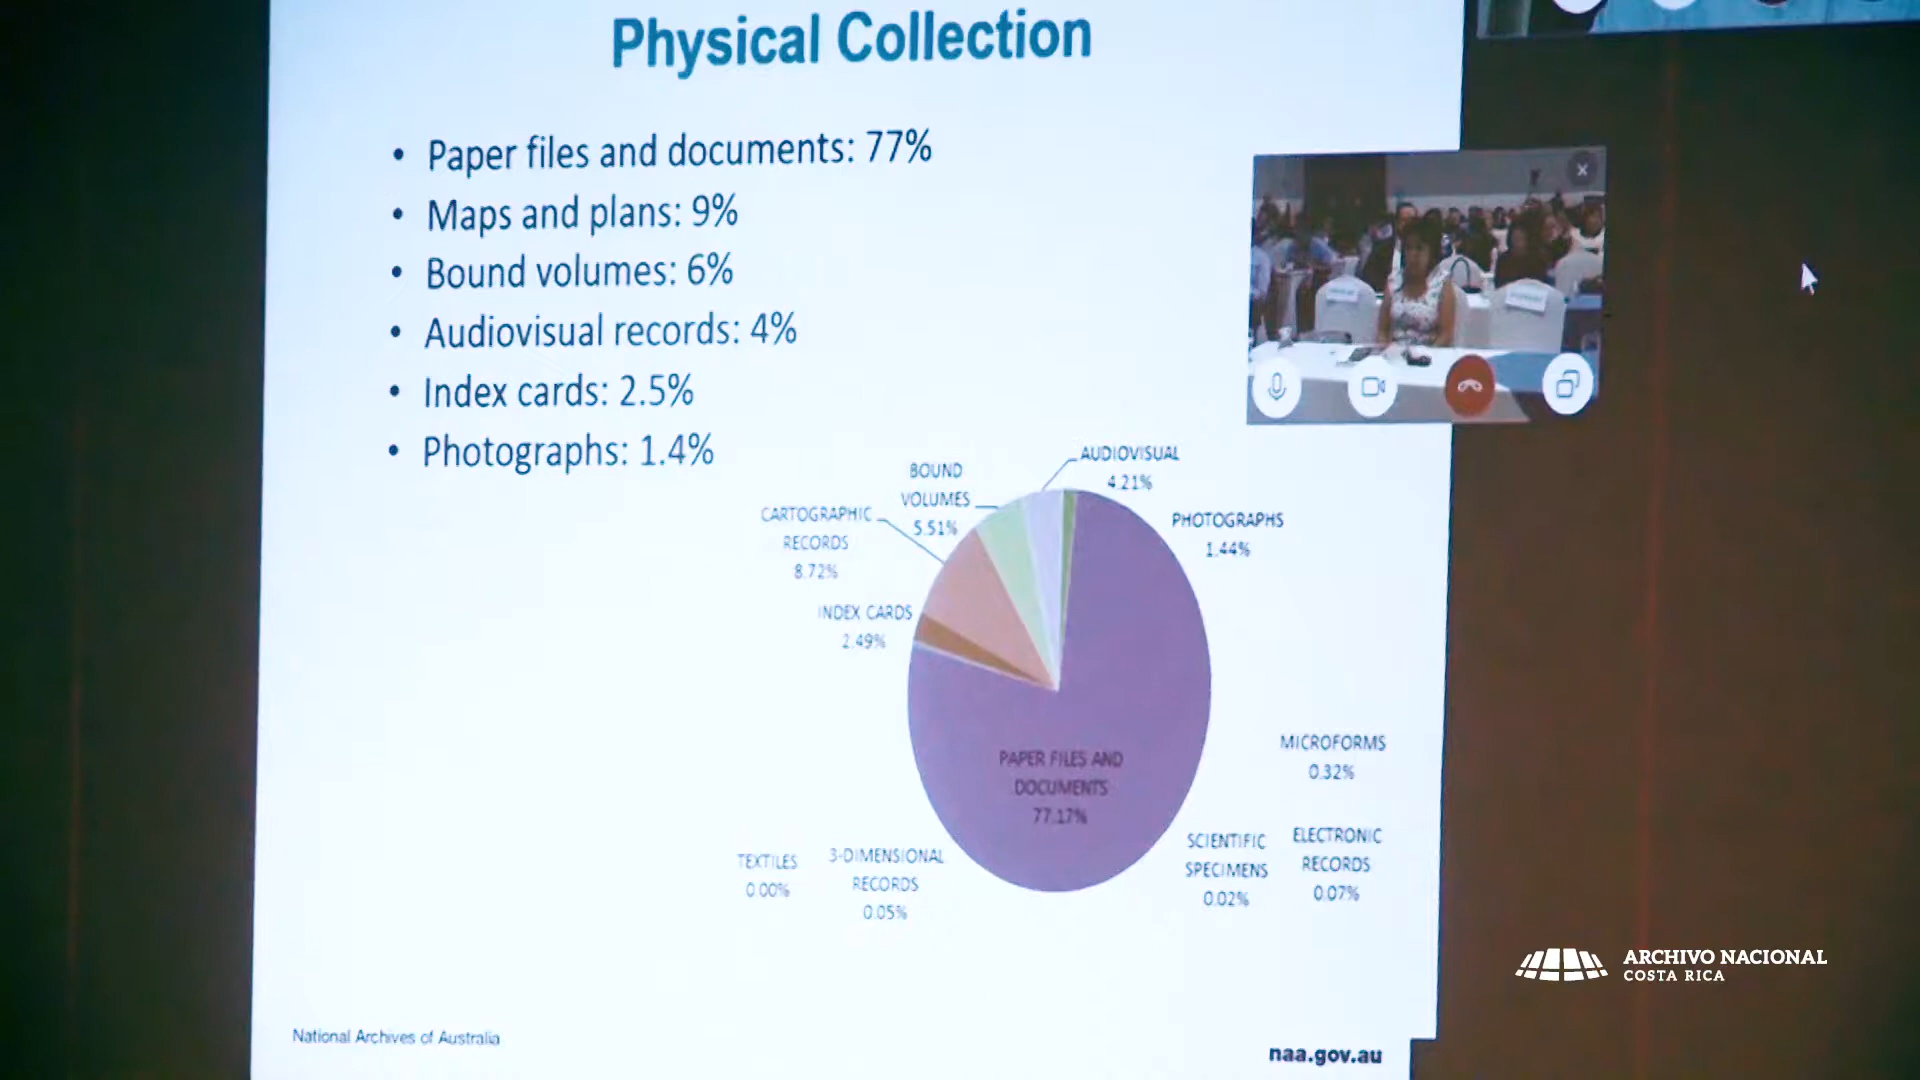 Physical Collection
• Paper files and documents: 77%
• Maps and plans: 9%
• Bound volumes: 6%
• Audiovisual records: 4%
• Index cards: 2.5%
• Photographs: 1.4%
AUDIOVISUAL
4.21%
BOUND
VOLUMES
5.51%
CARTOGRAPHIC
RECORDS
8.72%
PHOTOGRAPHS
1.44%
INDEX CARDS
2.49%
PAPER FILES AND
DOCUMENTS
77.17%
MICROFORMS
0.32%
TEXTILES
0.00%
3-DIMENSIONAL
RECORDS
0.05%
SCIENTIFIC
SPECIMENS
0.02%
ELECTRONIC
RECORDS
0.07%
National Archives of Australia
naa.gov.au
ARCHIVO NACIONAL
COSTA RICA